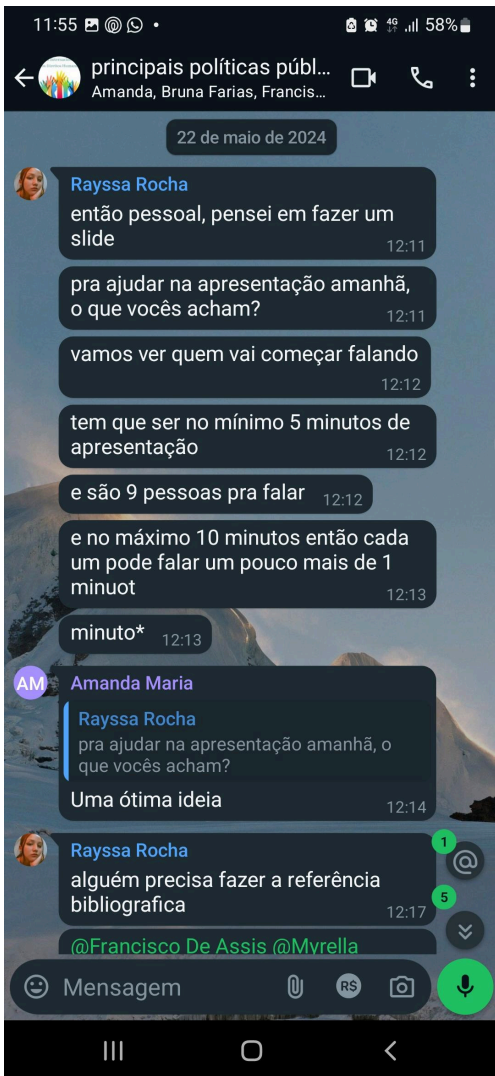 11:55
4G
58%
principais políticas públ...
Amanda, Bruna Farias, Francis...
22 de maio de 2024
Rayssa Rocha
então pessoal, pensei em fazer um
slide
12:11
pra ajudar na apresentação amanhã,
o que vocês acham?
12:11
vamos ver quem vai começar falando
12:12
tem que ser no mínimo 5 minutos de
apresentação
12:12
e são 9 pessoas pra falar 12:12
e no máximo 10 minutos então cada
um pode falar um pouco mais de 1
minuot
12:13
minuto* 12:13
AM
Amanda Maria
Rayssa Rocha
pra ajudar na apresentação amanhã, o
que vocês acham?
Uma ótima ideia
12:14
Rayssa Rocha
1
@
alguém precisa fazer a referência
bibliografica
12:17
5
@Francisco De Assis @Myrella
Mensagem
R$